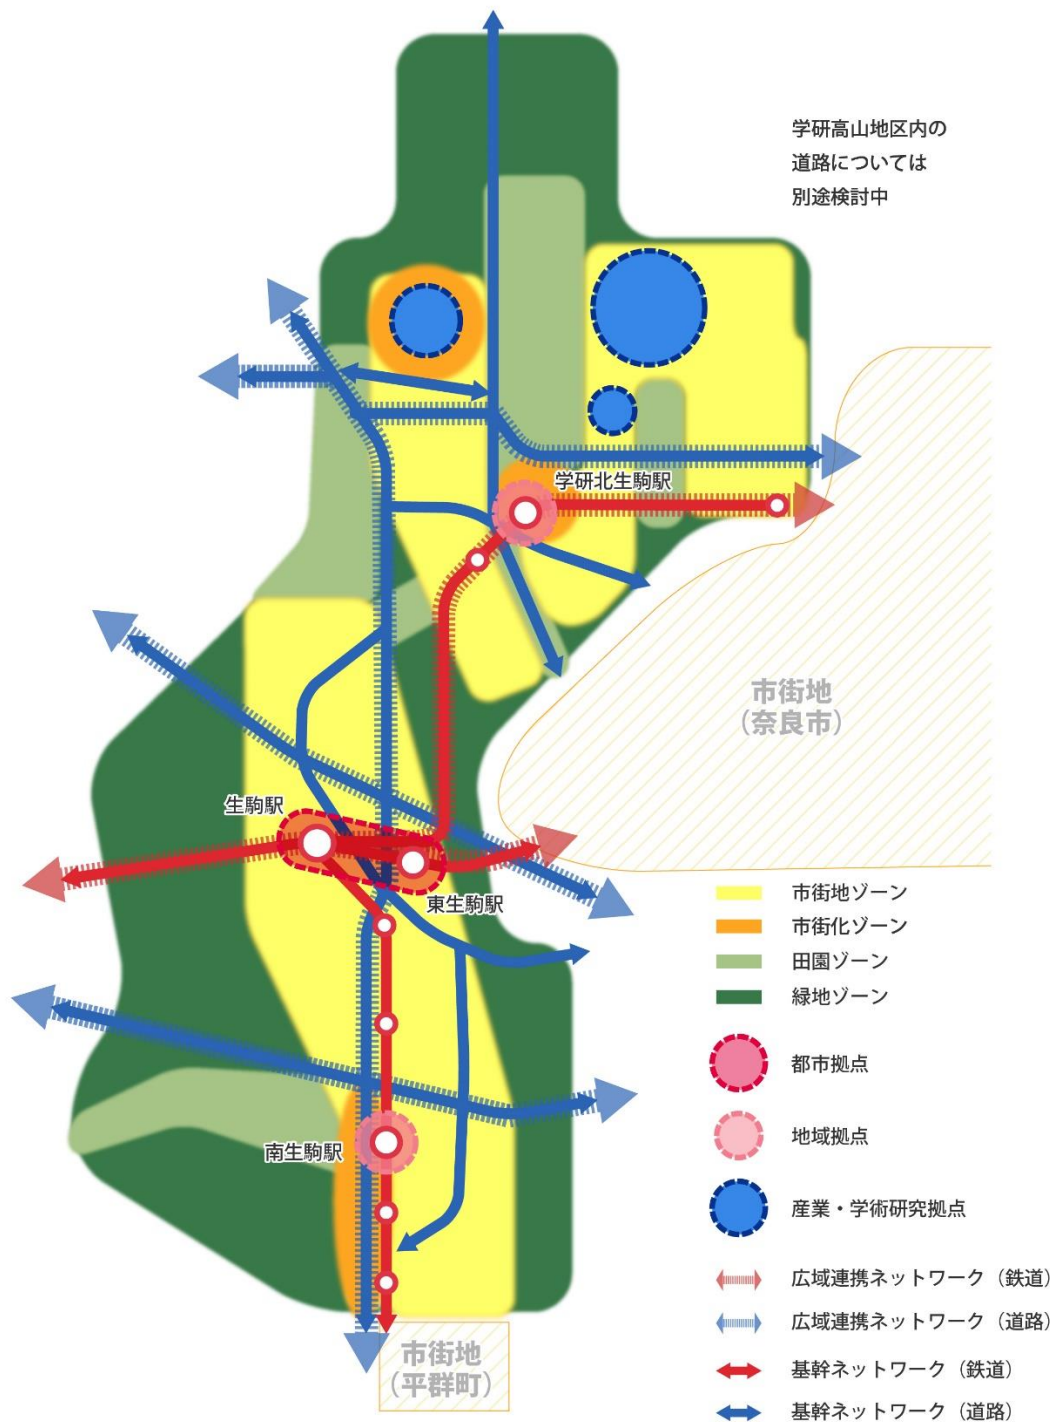 学研高山地区内の
道路については
別途検討中
学研北生駒駅
市街地
（奈良市）
生駒駅
東生駒駅
南生駒駅
市街地
（平群町）
市街地ゾーン
市街化ゾーン
田園ゾーン
緑地ゾーン
都市拠点
地域拠点
産業・学術研究拠点
広域連携ネットワーク（鉄道）
広域連携ネットワーク（道路）
基幹ネットワーク（鉄道）
基幹ネットワーク（道路）